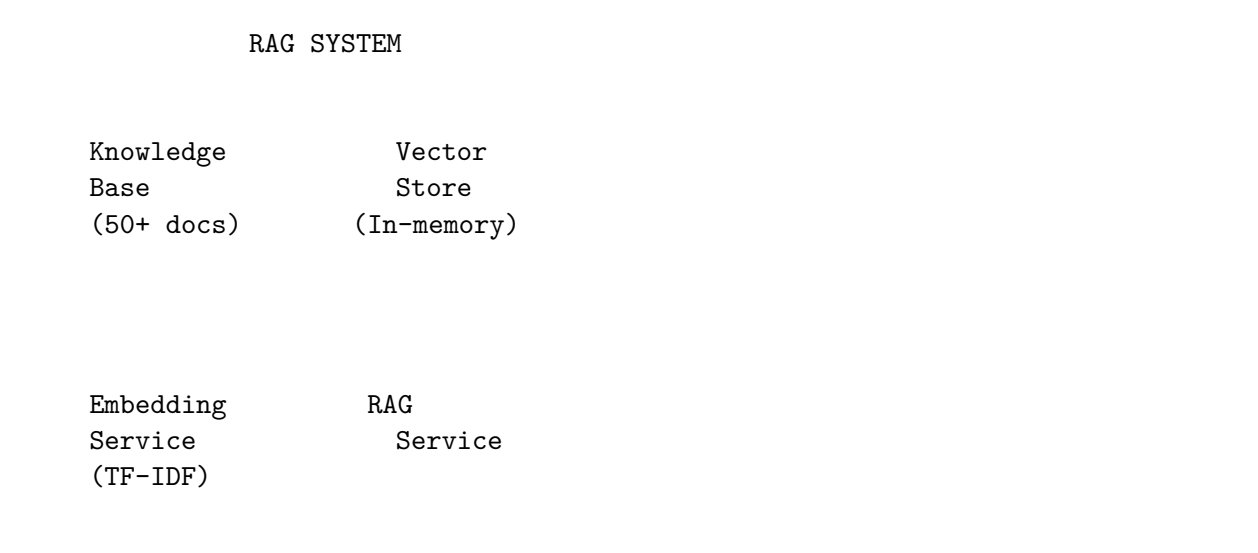 RAG SYSTEM
Knowledge Vector
Base Store
(50+ docs) (In-memory)
Embedding RAG
Service Service
(TF-IDF)